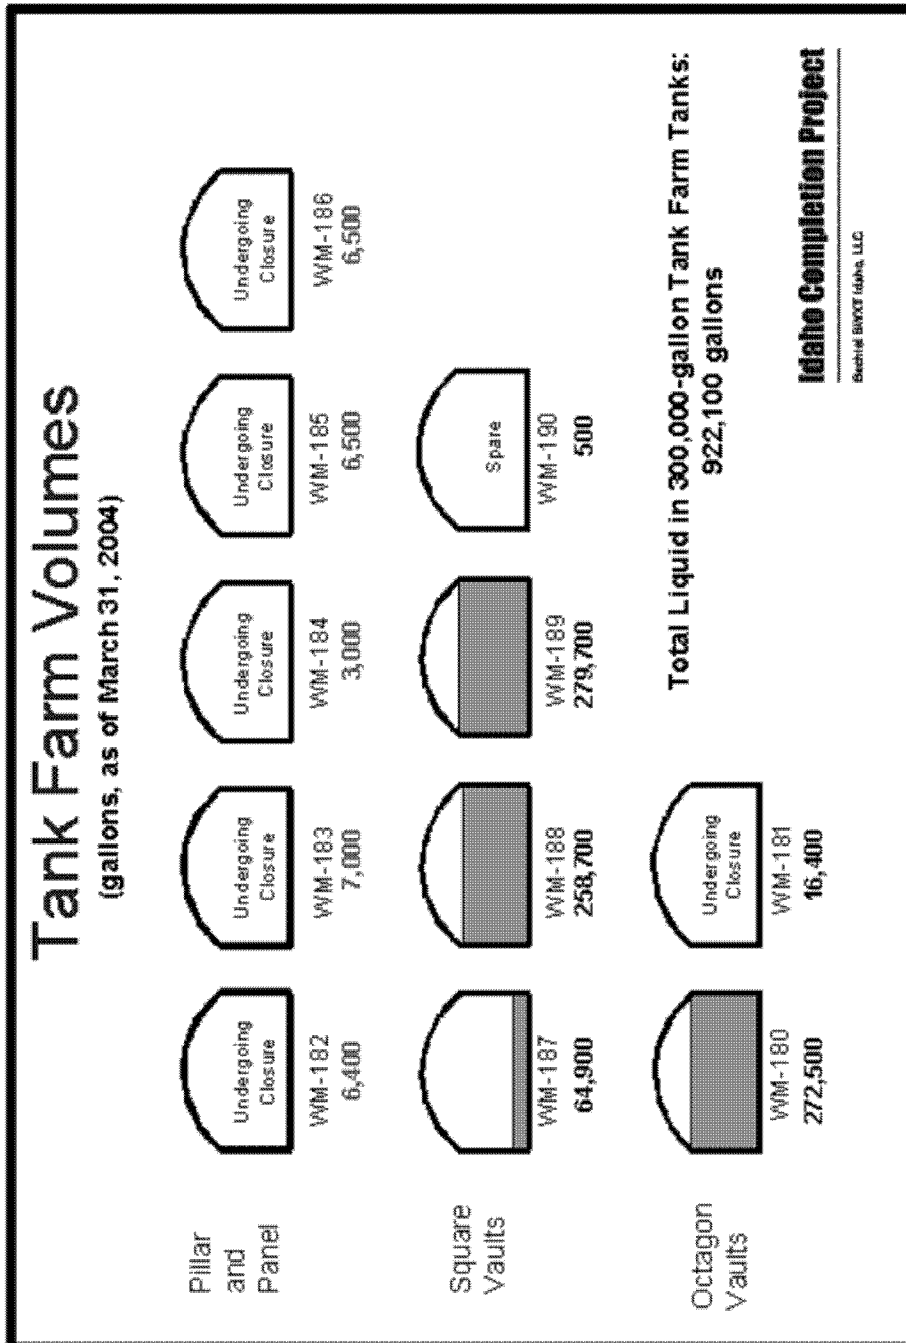 Tank Farm Volumes
(gallons, as of March 31, 2004)
Pillar
and
Panel
Undergoing
Closure
WM-182
6,400
Undergoing
Closure
WM-183
7,000
Undergoing
Closure
WM-184
3,000
Undergoing
Closure
WM-185
6,500
Undergoing
Closure
WM-186
6,500
Square
Vaults
WM-187
64,900
WM-188
258,700
WM-189
279,700
Spare
WM-190
500
Octagon
Vaults
WM-180
272,500
Undergoing
Closure
WM-181
16,400
Total Liquid in 300,000-gallon Tank Farm Tanks:
922,100 gallons
Idaho Completion Project
Bechtel BWXT Idaho, LLC